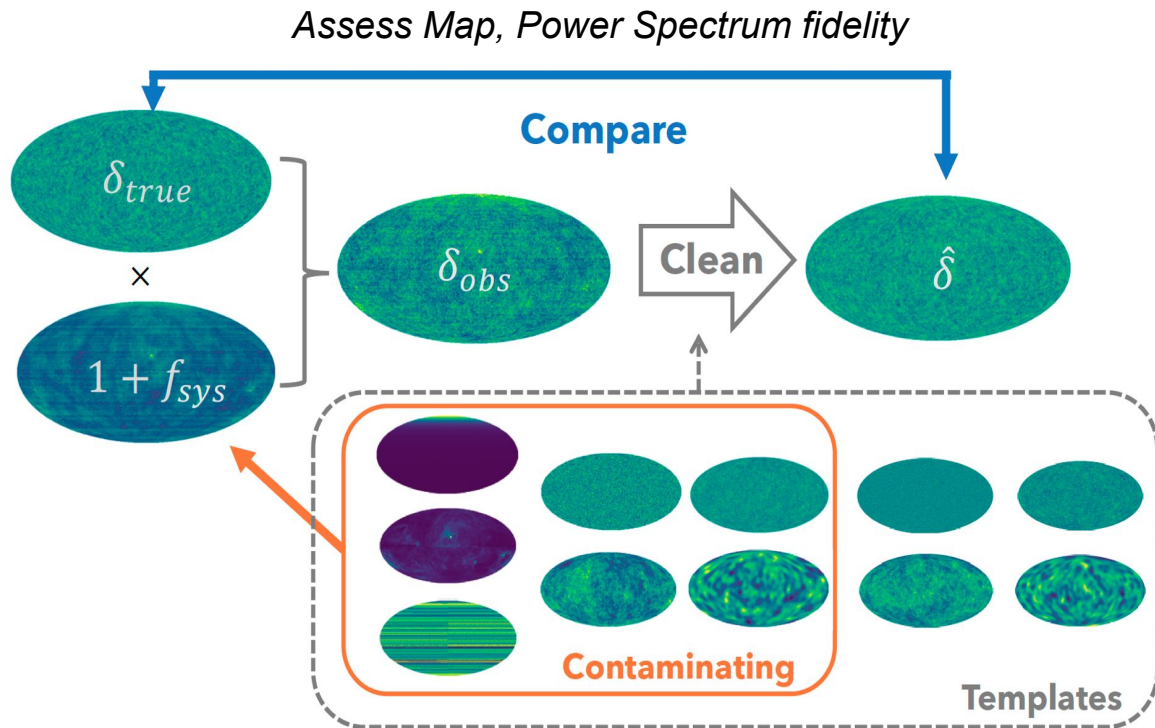 Assess Map, Power Spectrum fidelity
Compare
δ_true
×
1 + f_sys
δ_obs
Clean
δ̂
Contaminating
Templates